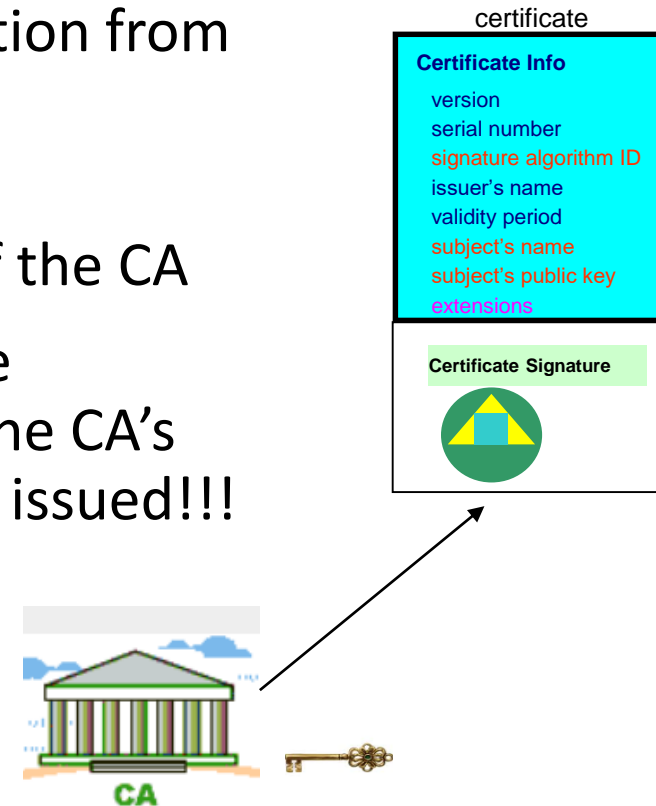 tion from
f the CA
e
ne CA's
issued!!!
certificate
Certificate Info
version
serial number
signature algorithm ID
issuer's name
validity period
subject's name
subject's public key
extensions
Certificate Signature
CA